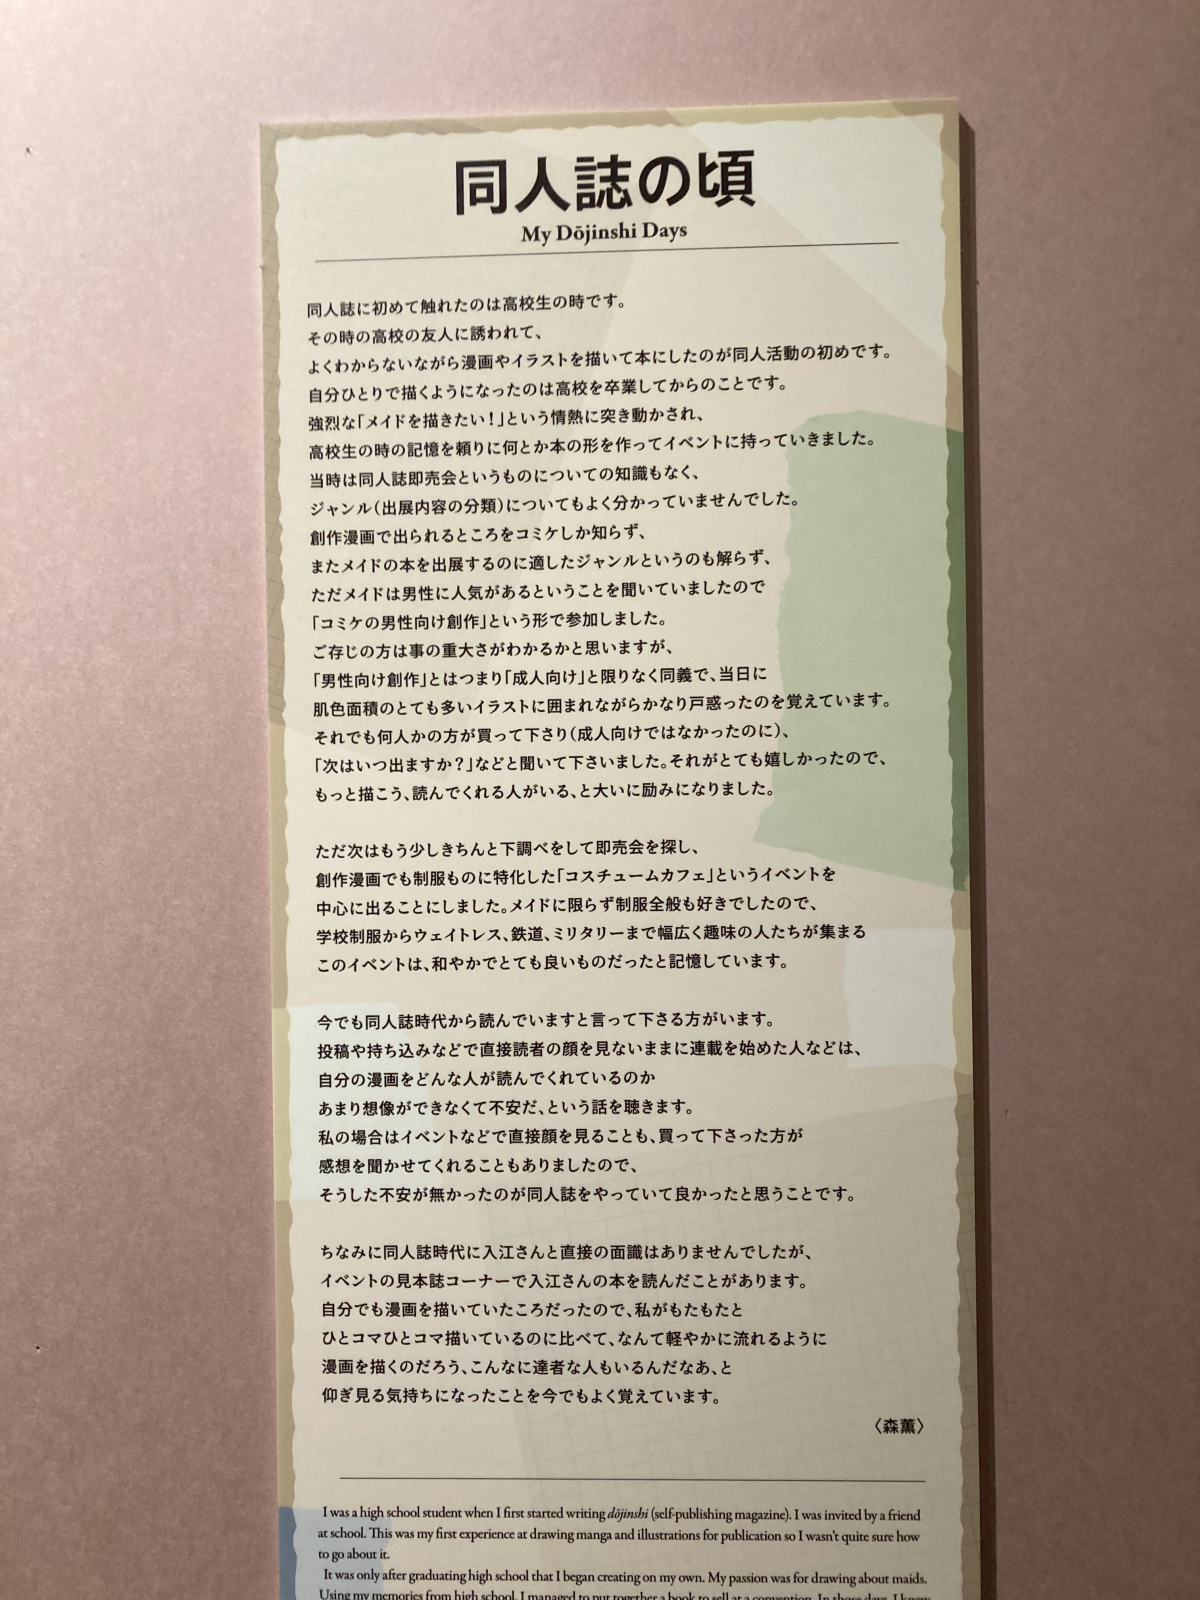 同人誌の頃
My Dōjinshi Days
同人誌に初めて触れたのは高校生の時です。
その時の高校の友人に誘われて、
よくわからないながら漫画やイラストを描いて本にしたのが同人活動の初めです。
自分ひとりで描くようになったのは高校を卒業してからのことです。
強烈な「メイドを描きたい！」という情熱に突き動かされ、
高校生の時の記憶を頼りに何とか本の形を作ってイベントに持っていきました。
当時は同人誌即売会というものについての知識もなく、
ジャンル（出展内容の分類）についてもよく分かっていませんでした。
創作漫画で出られるところをコミケしか知らず、
またメイドの本を出展するのに適したジャンルというのも解らず、
ただメイドは男性に人気があるということを聞いていましたので
「コミケの男性向け創作」という形で参加しました。
ご存じの方は事の重大さがわかるかと思いますが、
「男性向け創作」とはつまり「成人向け」と限りなく同義で、当日に
肌色面積のとても多いイラストに囲まれながらかなり戸惑ったのを覚えています。
それでも何人かの方が買って下さり（成人向けではなかったのに）、
「次はいつ出ますか？」などと聞いて下さいました。それがとても嬉しかったので、
もっと描こう、読んでくれる人がいる、と大いに励みになりました。
ただ次はもう少しきちんと下調べをして即売会を探し、
創作漫画でも制服ものに特化した「コスチュームカフェ」というイベントを
中心に出ることにしました。メイドに限らず制服全般も好きでしたので、
学校制服からウェイトレス、鉄道、ミリタリーまで幅広く趣味の人たちが集まる
このイベントは、和やかでとても良いものだったと記憶しています。
今でも同人誌時代から読んでいますと言って下さる方がいます。
投稿や持ち込みなどで直接読者の顔を見ないままに連載を始めた人などは、
自分の漫画をどんな人が読んでくれているのか
あまり想像ができなくて不安だ、という話を聴きます。
私の場合はイベントなどで直接顔を見ることも、買って下さった方が
感想を聞かせてくれることもありましたので、
そうした不安が無かったのが同人誌をやっていて良かったと思うことです。
ちなみに同人誌時代に入江さんと直接の面識はありませんでしたが、
イベントの見本誌コーナーで入江さんの本を読んだことがあります。
自分でも漫画を描いていたころだったので、私がもたもたと
ひとコマひとコマ描いているのに比べて、なんて軽やかに流れるように
漫画を描くのだろう、こんなに達者な人もいるんだなあ、と
仰ぎ見る気持ちになったことを今でもよく覚えています。
〈森薫〉
I was a high school student when I first started writing dōjinshi (self-publishing magazine). I was invited by a friend
at school. This was my first experience at drawing manga and illustrations for publication so I wasn't quite sure how
to go about it.
It was only after graduating high school that I began creating on my own. My passion was for drawing about maids.
Using my memories from high school, I managed to put together a book to sell at a convention. In those days, I knew